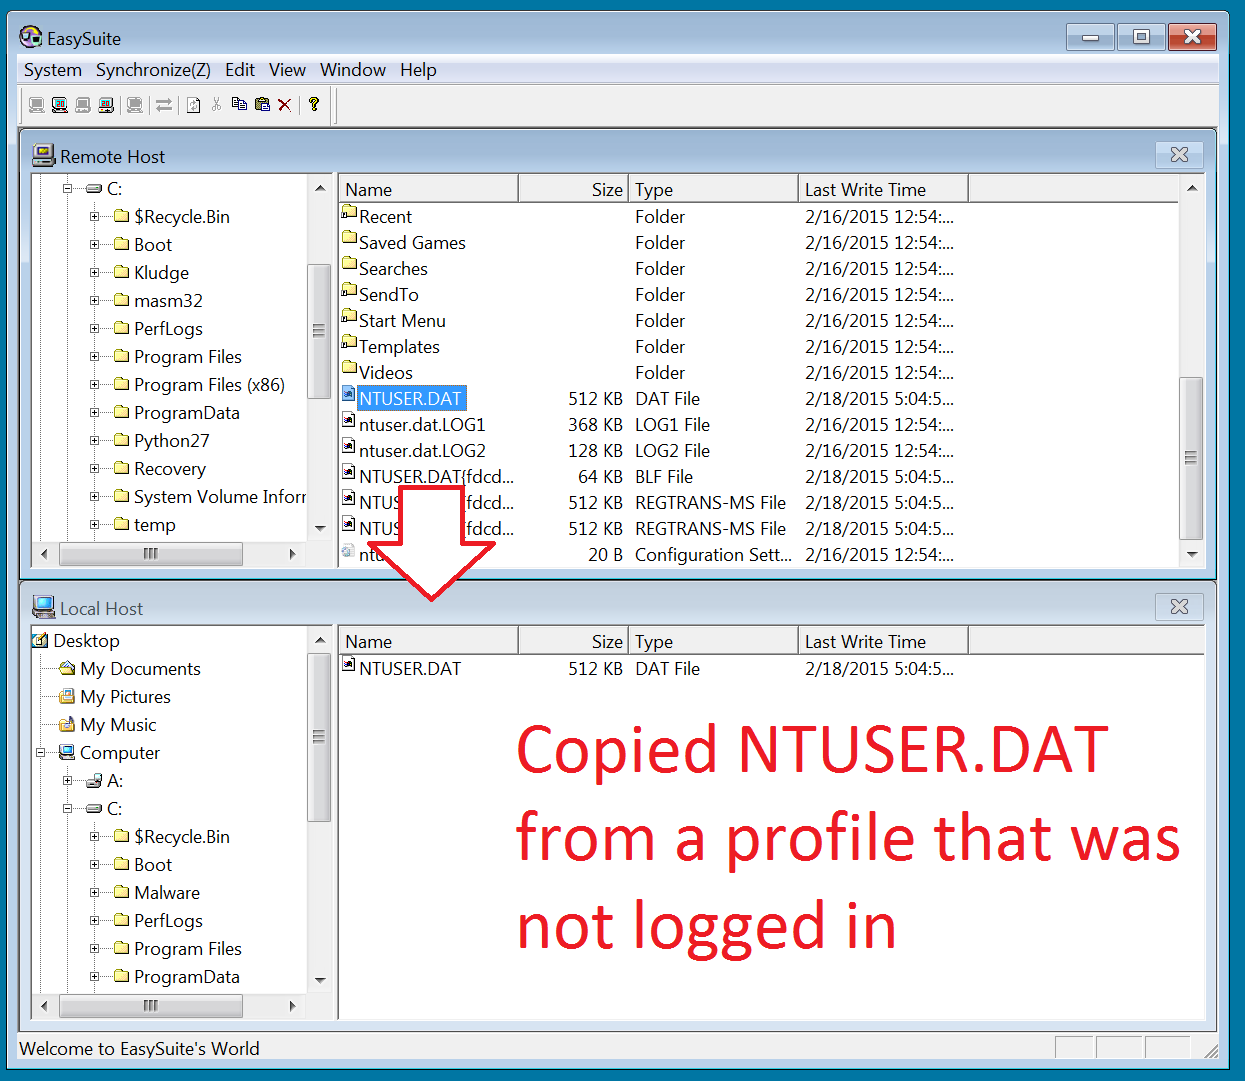 EasySuite
System Synchronize(Z) Edit View Window Help
Remote Host
C:
$Recycle.Bin
Boot
Kludge
masm32
PerfLogs
Program Files
Program Files (x86)
ProgramData
Python27
Recovery
System Volume Infor
temp
Name Size Type Last Write Time
Recent Folder 2/16/2015 12:54:...
Saved Games Folder 2/16/2015 12:54:...
Searches Folder 2/16/2015 12:54:...
SendTo Folder 2/16/2015 12:54:...
Start Menu Folder 2/16/2015 12:54:...
Templates Folder 2/16/2015 12:54:...
Videos Folder 2/16/2015 12:54:...
NTUSER.DAT 512 KB DAT File 2/18/2015 5:04:5...
ntuser.dat.LOG1 368 KB LOG1 File 2/16/2015 12:54:...
ntuser.dat.LOG2 128 KB LOG2 File 2/16/2015 12:54:...
NTUSER.DAT{fdcd... 64 KB BLF File 2/18/2015 5:04:5...
NTUS fdcd... 512 KB REGTRANS-MS File 2/18/2015 5:04:5...
NTUS fdcd... 512 KB REGTRANS-MS File 2/18/2015 5:04:5...
ntu 20 B Configuration Sett... 2/16/2015 12:54:...
Local Host
Desktop
My Documents
My Pictures
My Music
Computer
A:
C:
$Recycle.Bin
Boot
Malware
PerfLogs
Program Files
ProgramData
Name Size Type Last Write Time
NTUSER.DAT 512 KB DAT File 2/18/2015 5:04:5...
Copied NTUSER.DAT
from a profile that was
not logged in
Welcome to EasySuite's World